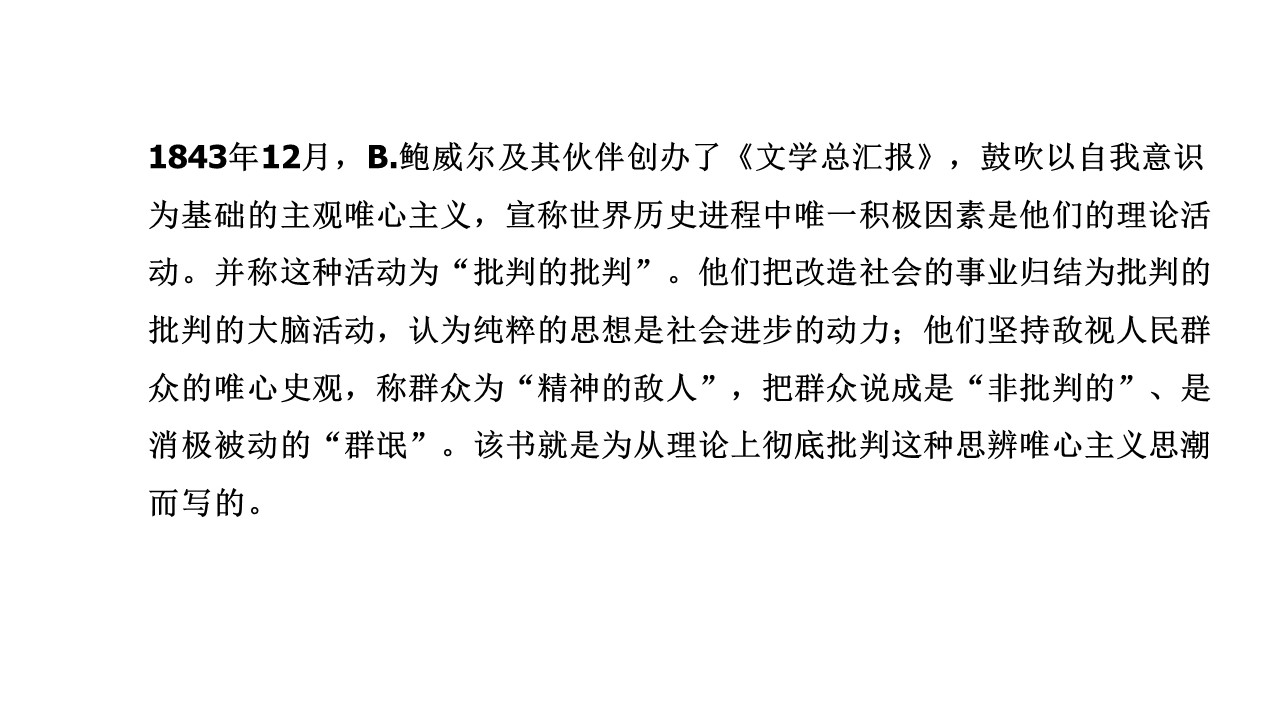 1843年12月，B.鲍威尔及其伙伴创办了《文学总汇报》，鼓吹以自我意识
为基础的主观唯心主义，宣称世界历史进程中唯一积极因素是他们的理论活
动。并称这种活动为“批判的批判”。他们把改造社会的事业归结为批判的
批判的大脑活动，认为纯粹的思想是社会进步的动力；他们坚持敌视人民群
众的唯心史观，称群众为“精神的敌人”，把群众说成是“非批判的”、是
消极被动的“群氓”。该书就是为从理论上彻底批判这种思辨唯心主义思潮
而写的。